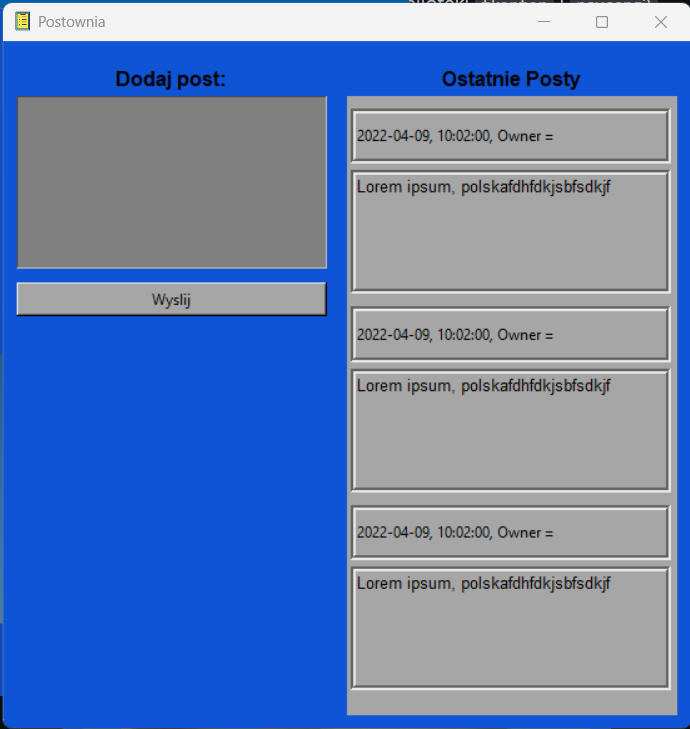 Postownia
Dodaj post:
Wyslij
Ostatnie Posty
2022-04-09, 10:02:00, Owner =
Lorem ipsum, polskafdhfdkjsbfsdkjf
2022-04-09, 10:02:00, Owner =
Lorem ipsum, polskafdhfdkjsbfsdkjf
2022-04-09, 10:02:00, Owner =
Lorem ipsum, polskafdhfdkjsbfsdkjf